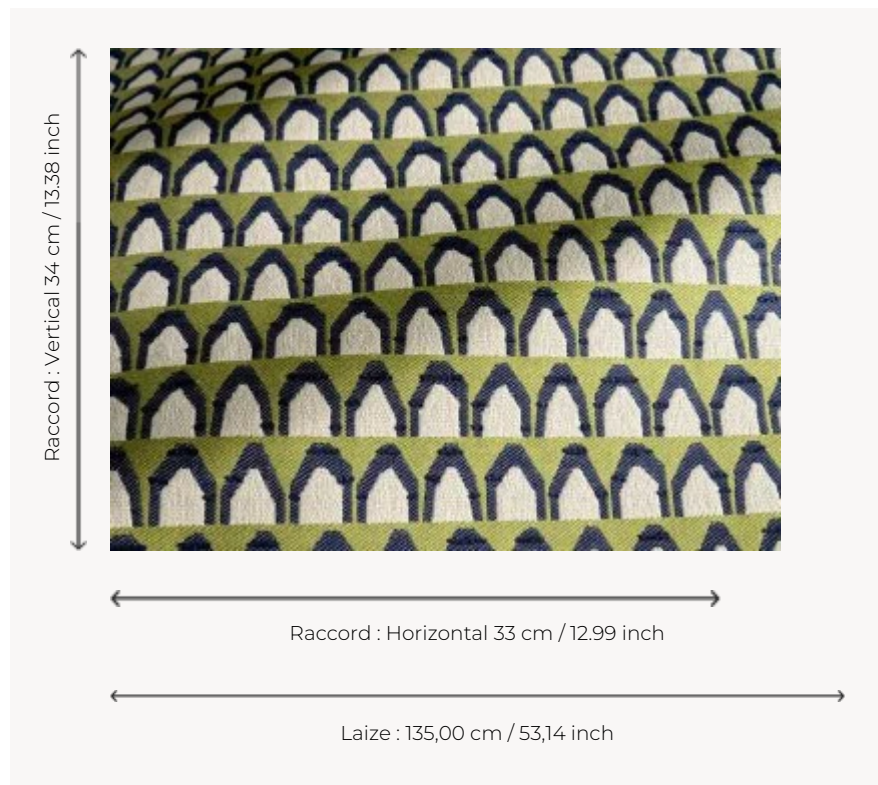 Raccord : Vertical 34 cm / 13.38 inch
Raccord : Horizontal 33 cm / 12.99 inch
Laize : 135,00 cm / 53,14 inch